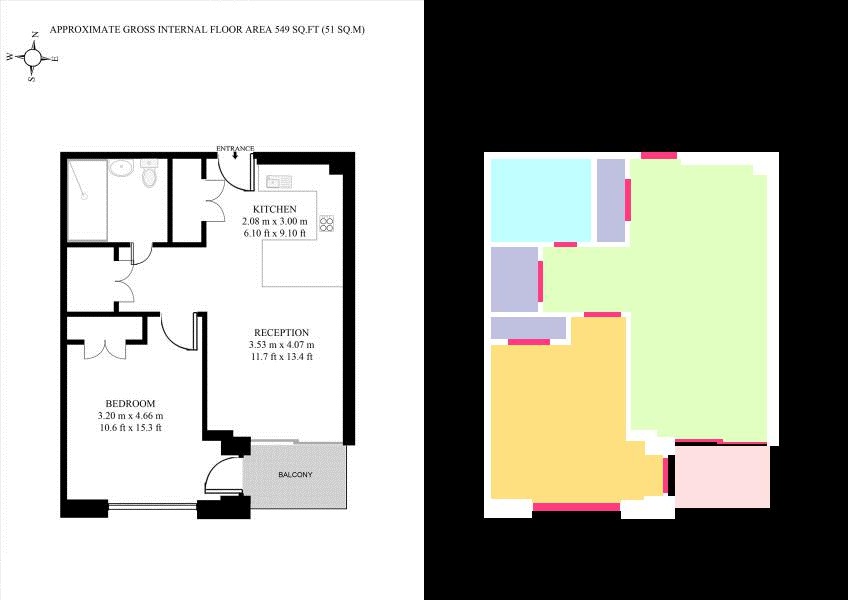 APPROXIMATE GROSS INTERNAL FLOOR AREA 549 SQ.FT (51 SQ.M)
N
W
E
S
ENTRANCE
KITCHEN
2.08 m x 3.00 m
6.10 ft x 9.10 ft
RECEPTION
3.53 m x 4.07 m
11.7 ft x 13.4 ft
BEDROOM
3.20 m x 4.66 m
10.6 ft x 15.3 ft
BALCONY